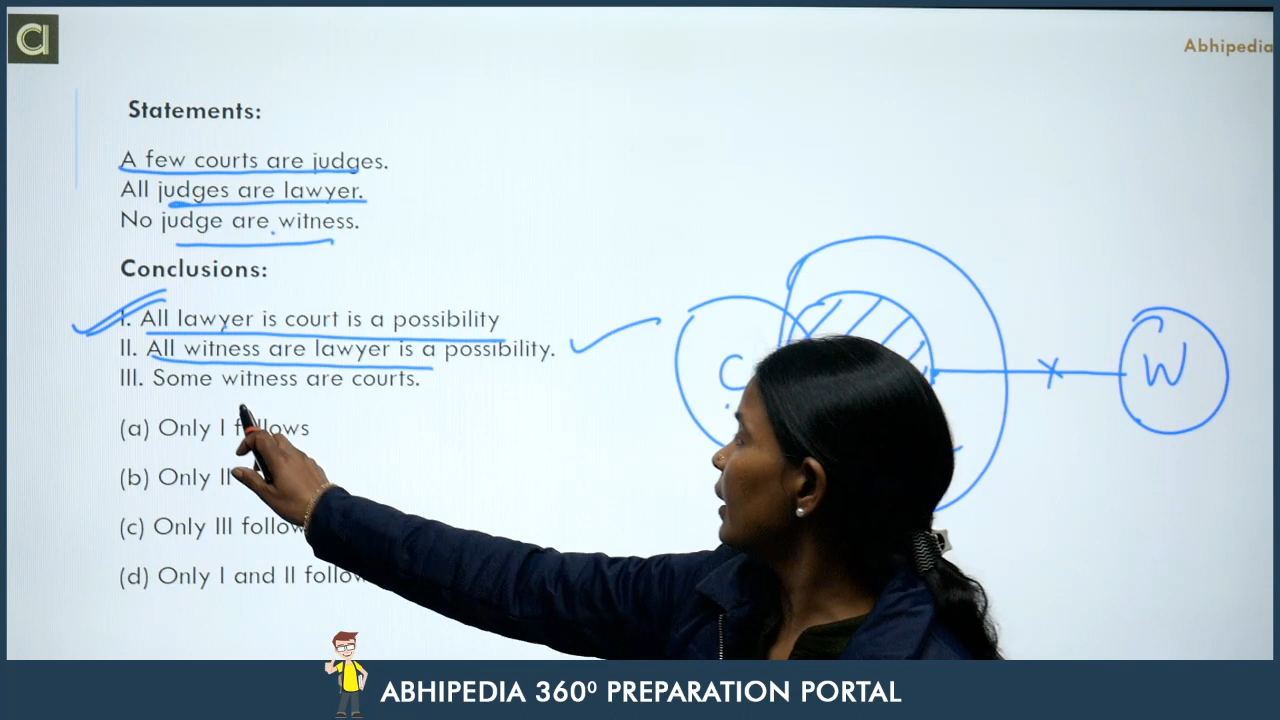 a
Abhipedia
Statements:
A few courts are judges.
All judges are lawyer.
No judge are witness.
Conclusions:
I. All lawyer is court is a possibility
II. All witness are lawyer is a possibility.
III. Some witness are courts.
C
W
(a) Only I follows
(b) Only II
(c) Only III
(d) Only I and II
ABHIPEDIA 360⁰ PREPARATION PORTAL